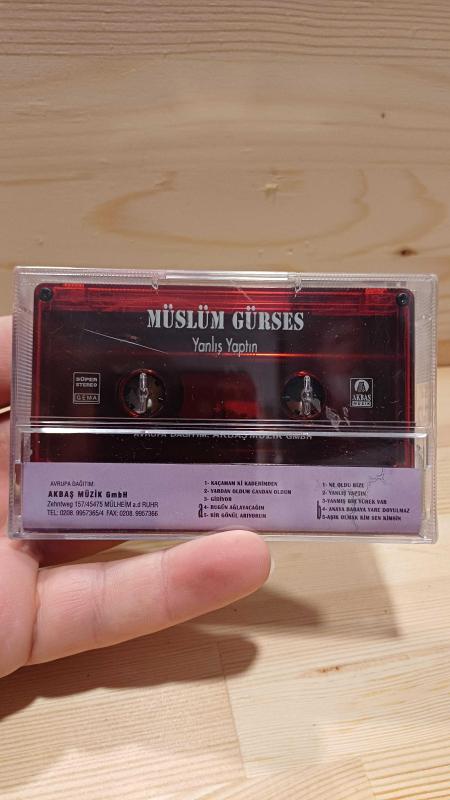 MÜSLÜM GÜRSES
Yanlış Yaptın
SÜPER
STEREO
GEMA
AKBAŞ
MÜZİK
AVRUPA DAĞITIM: AKBAŞ MÜZİK GMBH
AVRUPA DAĞITIM:
AKBAŞ MÜZİK GmbH
Zehntweg 157/45475 MÜLHEIM a.d RUHR
TEL: 0208. 9957365/4 FAX: 0208. 9957366
a
1- KAÇAMAM Kİ KADERİMDEN
2- YARDAN OLDUM CANDAN OLDUM
3- GİDİYOR
4- BUGÜN AĞLAYACAĞIM
5- BİR GÖNÜL ARIYORUM
b
1- NE OLDU BİZE
2- YANLIŞ YAPTIN
3-YANMIŞ BİR YÜREK VAR
4- ANAYA BABAYA YARE DOYULMAZ
5-AŞIK OLMAK KİM SEN KİMSİN